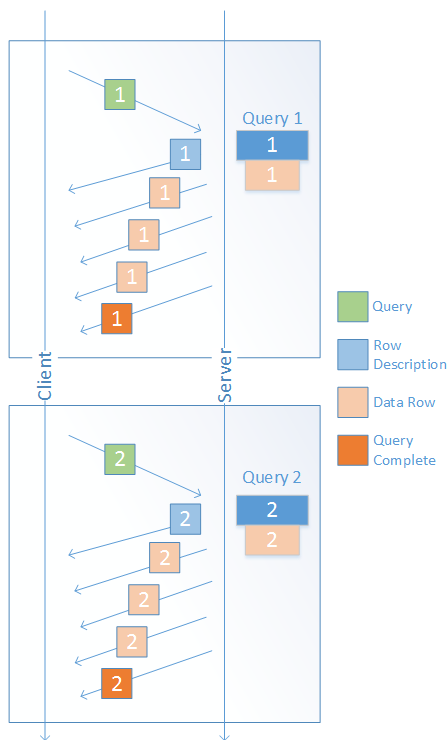 1
Query 1
1
1
1
1
1
1
1
Client
Server
Query
Row
Description
Data Row
Query
Complete
2
Query 2
2
2
2
2
2
2
2